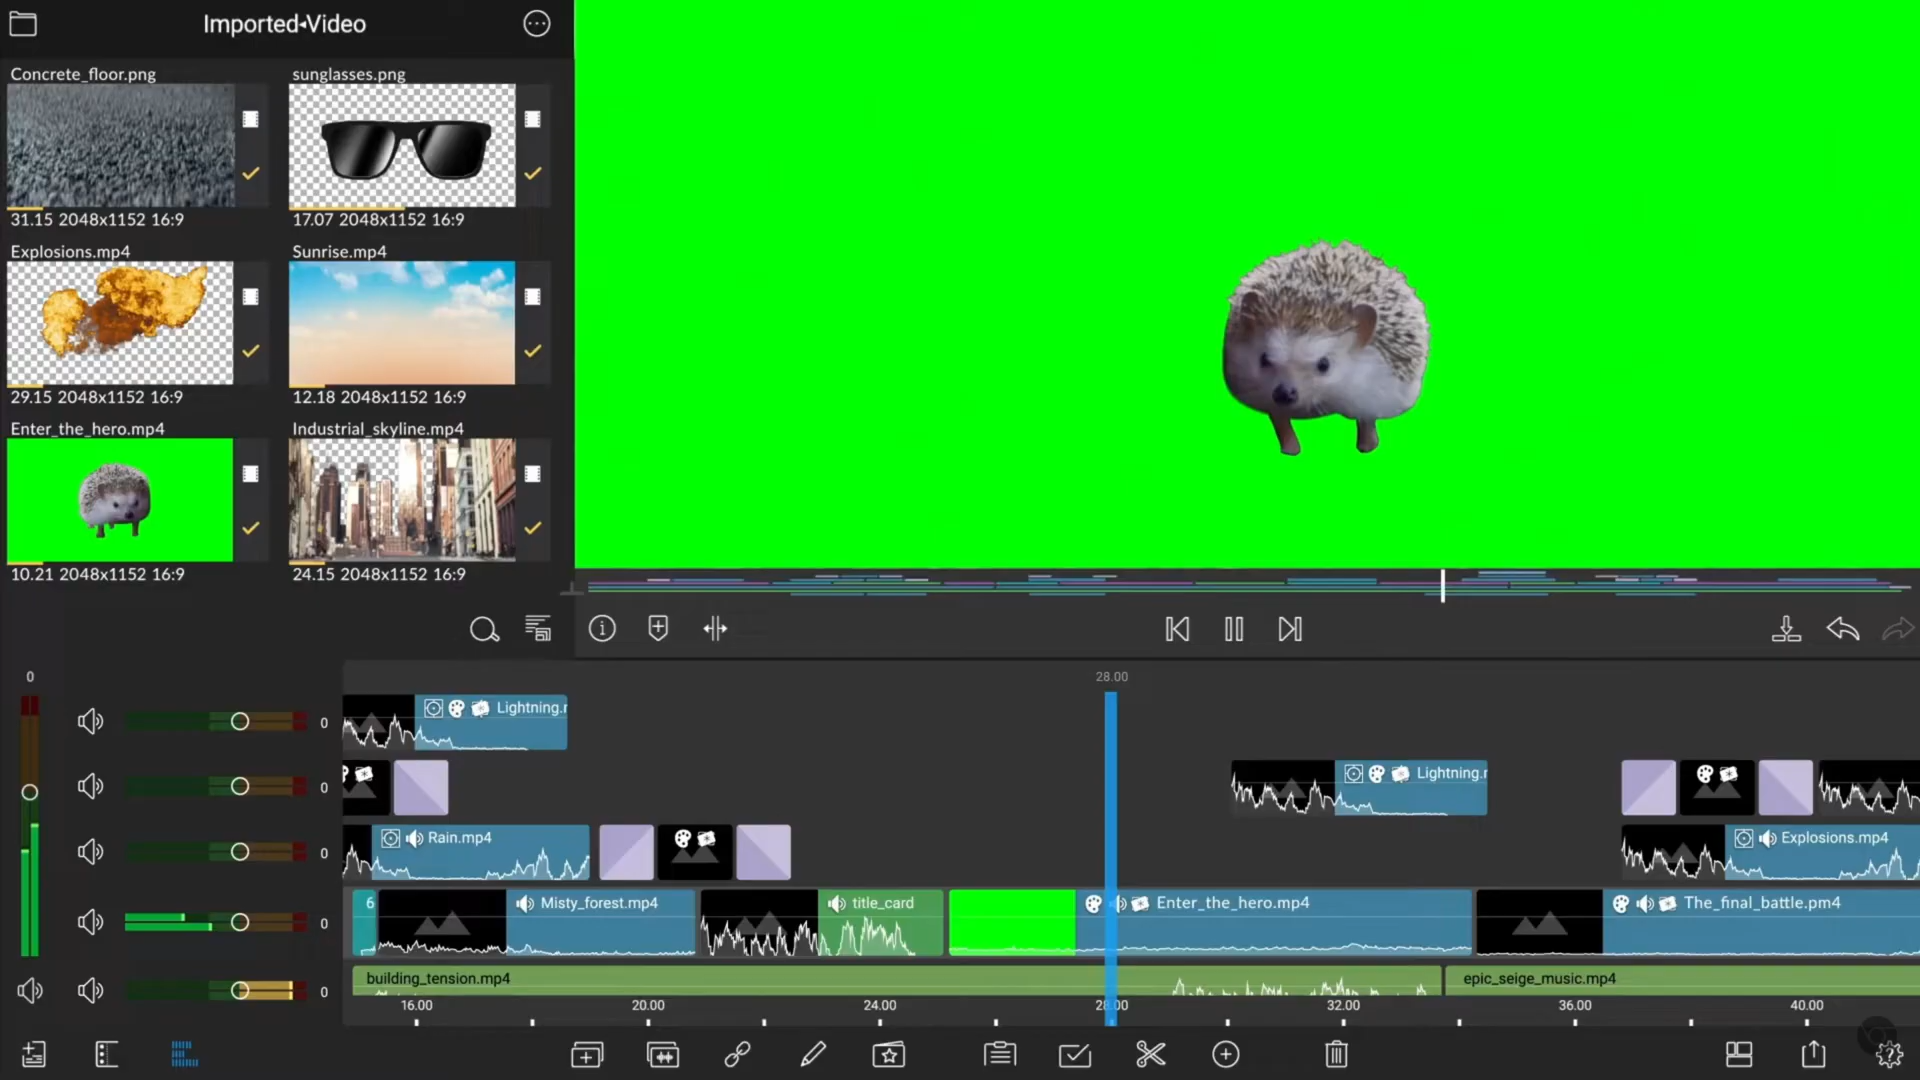 Imported◂Video
Concrete_floor.png
sunglasses.png
31.15 2048x1152 16:9
17.07 2048x1152 16:9
Explosions.mp4
Sunrise.mp4
29.15 2048x1152 16:9
12.18 2048x1152 16:9
Enter_the_hero.mp4
Industrial_skyline.mp4
10.21 2048x1152 16:9
24.15 2048x1152 16:9
0
28.00
0
Lightning.
0
Lightning.
0
Rain.mp4
Explosions.mp4
0
6
Misty_forest.mp4
title_card
Enter_the_hero.mp4
The_final_battle.pm4
0
building_tension.mp4
epic_seige_music.mp4
16.00
20.00
24.00
28.00
32.00
36.00
40.00